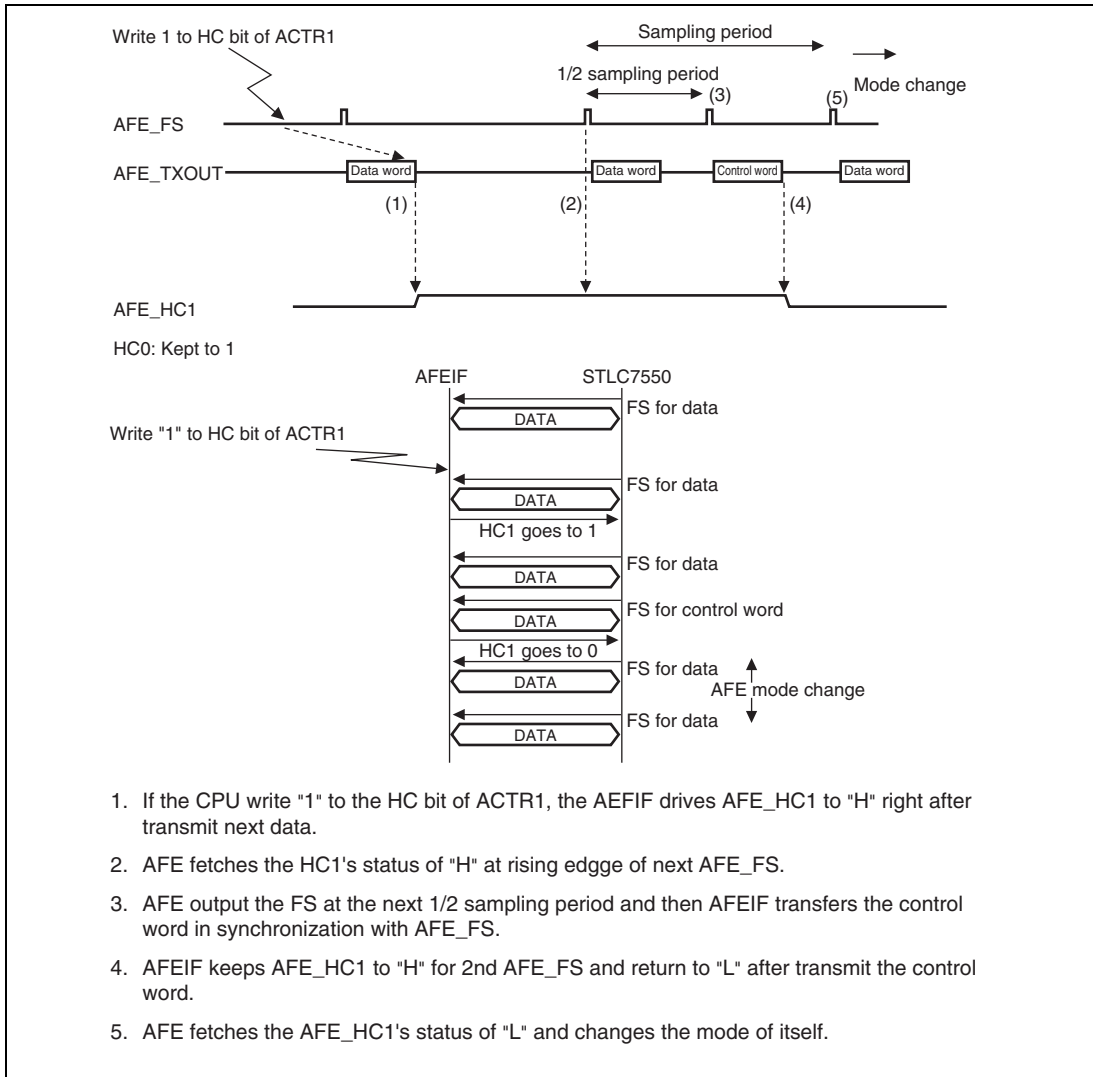 Write 1 to HC bit of ACTR1
Sampling period
1/2 sampling period
Mode change
(3)
(5)
AFE_FS
AFE_TXOUT
Data word
Data word
Control word
Data word
(1)
(2)
(4)
AFE_HC1
HC0: Kept to 1
AFEIF
STLC7550
FS for data
DATA
Write "1" to HC bit of ACTR1
FS for data
DATA
HC1 goes to 1
FS for data
DATA
FS for control word
DATA
HC1 goes to 0
FS for data
DATA
AFE mode change
FS for data
DATA
1. If the CPU write "1" to the HC bit of ACTR1, the AEFIF drives AFE_HC1 to "H" right after
transmit next data.
2. AFE fetches the HC1's status of "H" at rising edgge of next AFE_FS.
3. AFE output the FS at the next 1/2 sampling period and then AFEIF transfers the control
word in synchronization with AFE_FS.
4. AFEIF keeps AFE_HC1 to "H" for 2nd AFE_FS and return to "L" after transmit the control
word.
5. AFE fetches the AFE_HC1's status of "L" and changes the mode of itself.